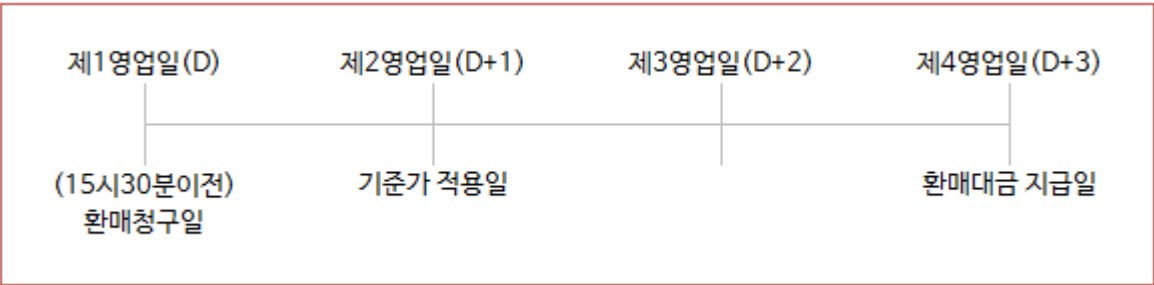 제1영업일(D) 제2영업일(D+1) 제3영업일(D+2) 제4영업일(D+3)
(15시30분이전) 기준가 적용일 환매대금 지급일
환매청구일